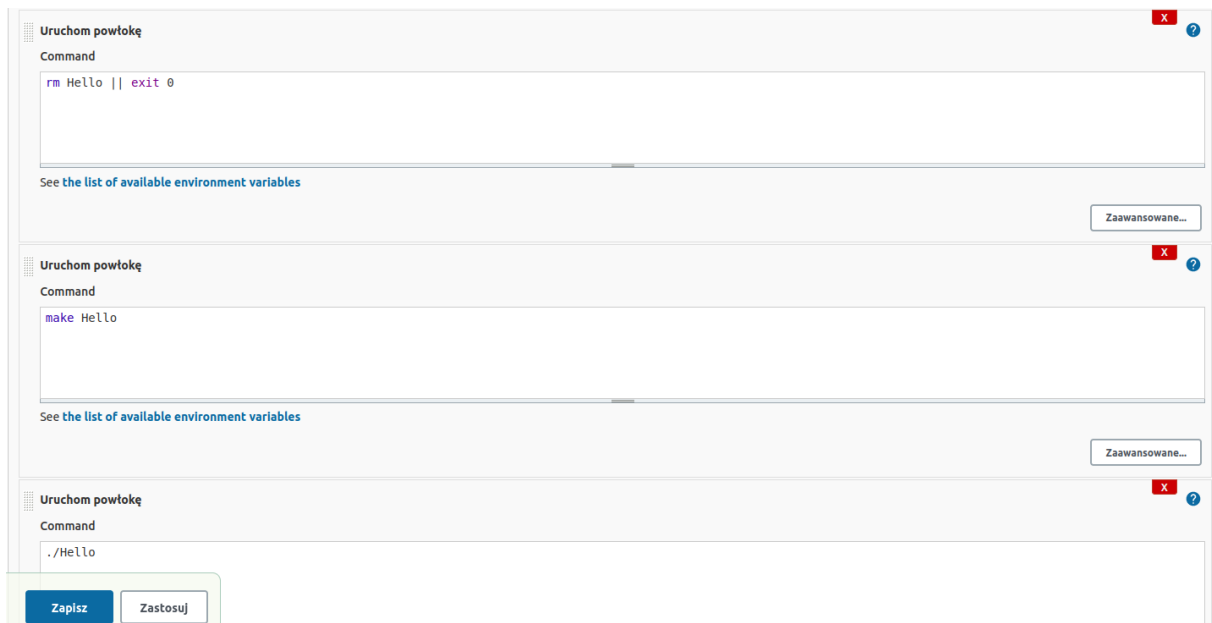 Uruchom powłokę
X
?
Command
rm Hello || exit 0
See the list of available environment variables
Zaawansowane...
Uruchom powłokę
X
?
Command
make Hello
See the list of available environment variables
Zaawansowane...
Uruchom powłokę
X
?
Command
./Hello
Zapisz
Zastosuj